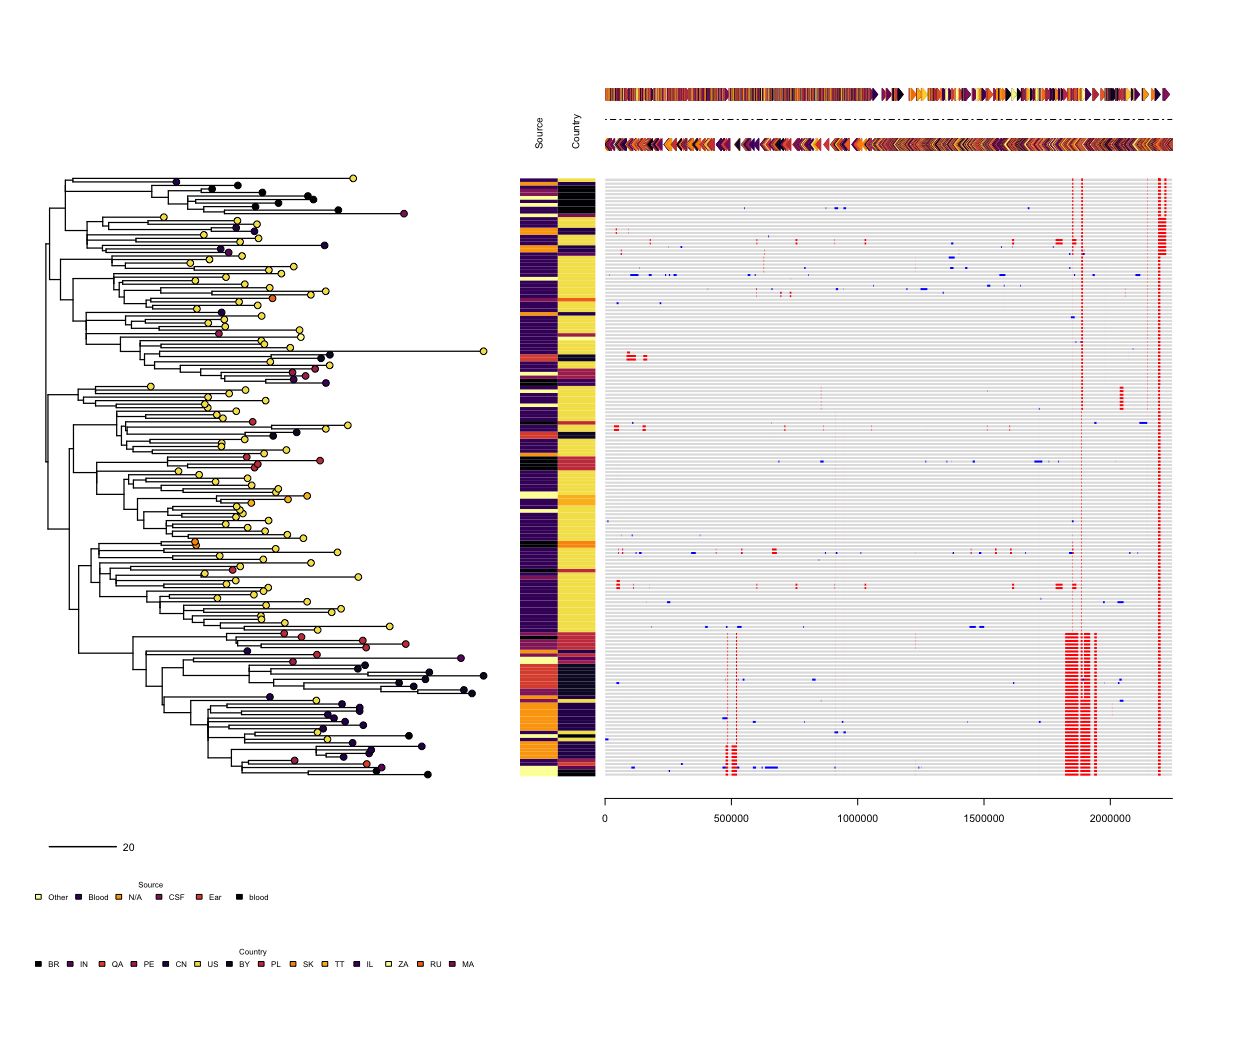 Source
Country
0 500000 1000000 1500000 2000000
20
Source
Other Blood N/A CSF Ear blood
Country
BR IN QA PE CN US BY PL SK TT IL ZA RU MA